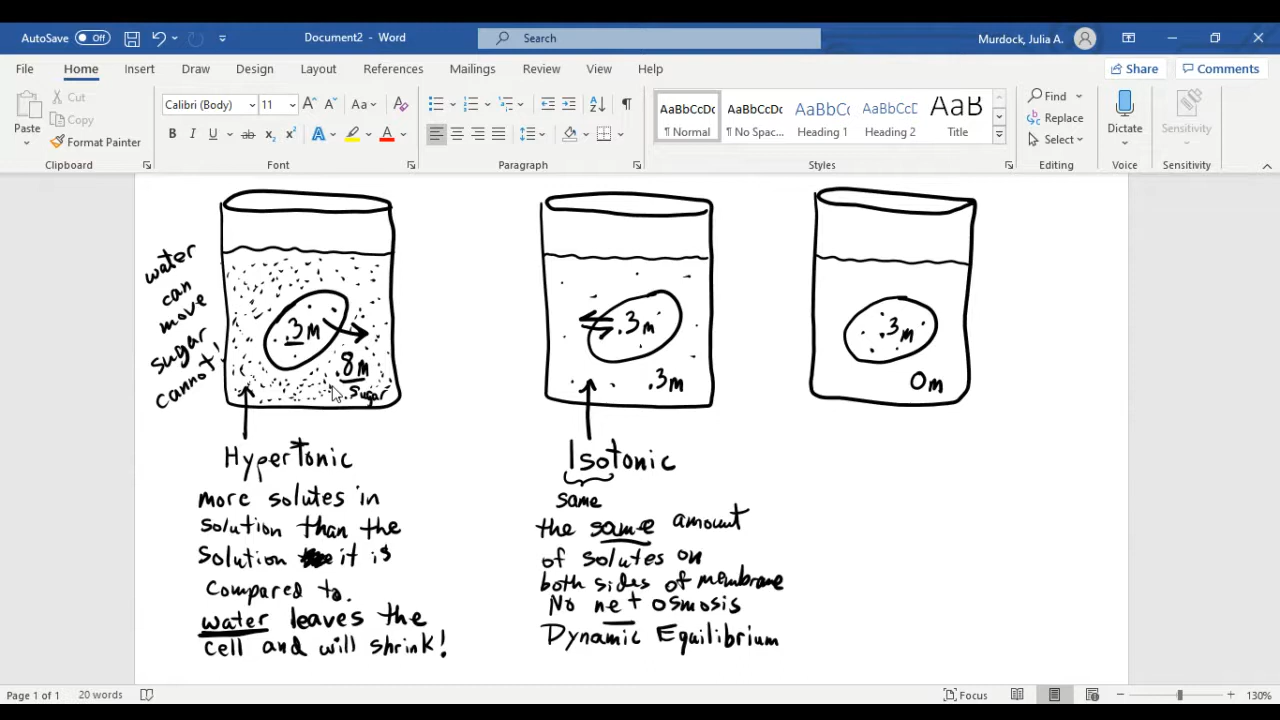 AutoSave Off
Document2 - Word
Search
Murdock, Julia A.
File Home Insert Draw Design Layout References Mailings Review View Help
Share Comments
Paste
Cut
Copy
Format Painter
Clipboard
Calibri (Body) 11
Font
Paragraph
AaBbCcDc AaBbCcDc AaBbCc AaBbCcD AaB
¶ Normal ¶ No Spac... Heading 1 Heading 2 Title
Styles
Find
Replace
Select
Editing
Dictate
Voice
Sensitivity
Sensitivity
water
can
move
sugar
cannot!
.3m
.8m
Sugar
Hypertonic
more solutes in
solution than the
solution it is
compared to.
water leaves the
cell and will shrink!
.3m
.3m
Isotonic
same
the same amount
of solutes on
both sides of membrane
No net osmosis
Dynamic Equilibrium
.3m
0m
Page 1 of 1 20 words
Focus
130%